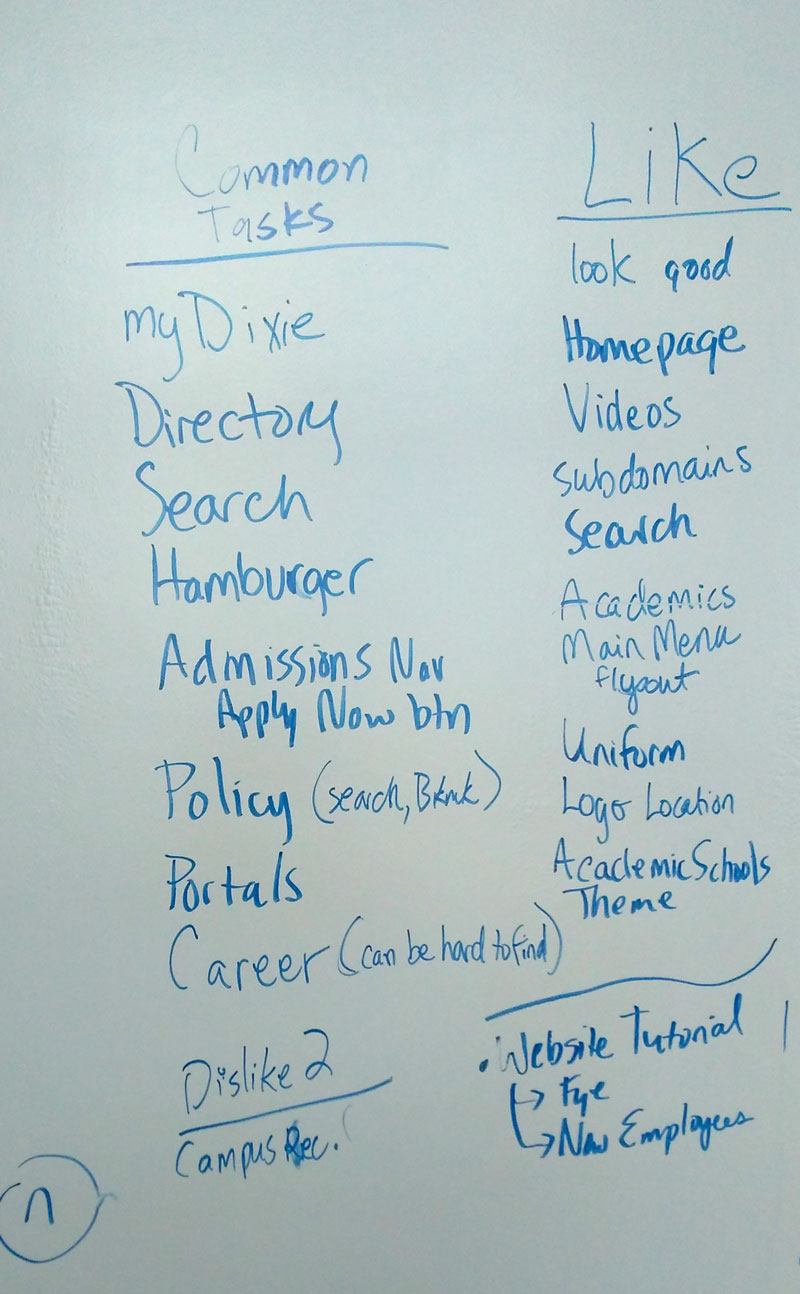 Common
Tasks
my Dixie
Directory
Search
Hamburger
Admissions Nav
Apply Now btn
Policy (search, Bkmk)
Portals
Career (can be hard to find)
Dislike 2
Campus Rec.
n
Like
look good
Homepage
Videos
Subdomains
Search
Academics
Main Menu
flyout
Uniform
Logo Location
Academic Schools
Theme
. Website Tutorial
→ Fye
→ New Employees